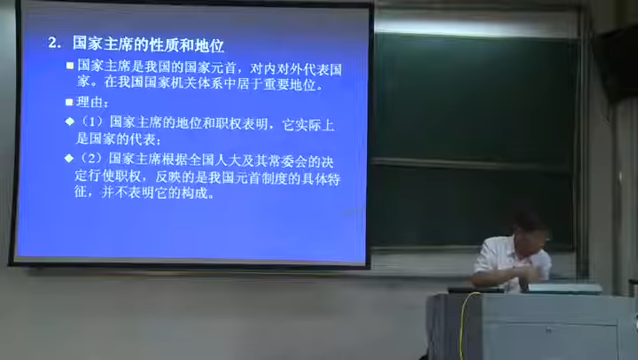 2. 国家主席的性质和地位
■国家主席是我国的国家元首，对内对外代表国
家。在我国国家机关体系中居于重要地位。
■理由：
◆（1）国家主席的地位和职权表明，它实际上
是国家的代表；
◆（2）国家主席根据全国人大及其常委会的决
定行使职权，反映的是我国元首制度的具体特
征，并不表明它的构成。